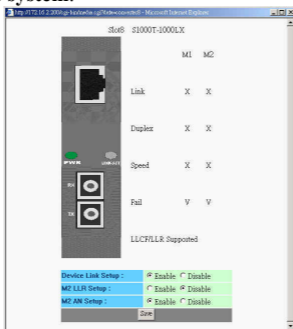 system.
Slot8 S1000T-1000LX
M1 M2
Link X X
Duplex X X
Speed X X
PWR
Fail V V
RX
TX
LLCF/LLR Supported
Device Link Setup : Enable Disable
M2 LLR Setup : Enable Disable
M2 AN Setup : Enable Disable
Save